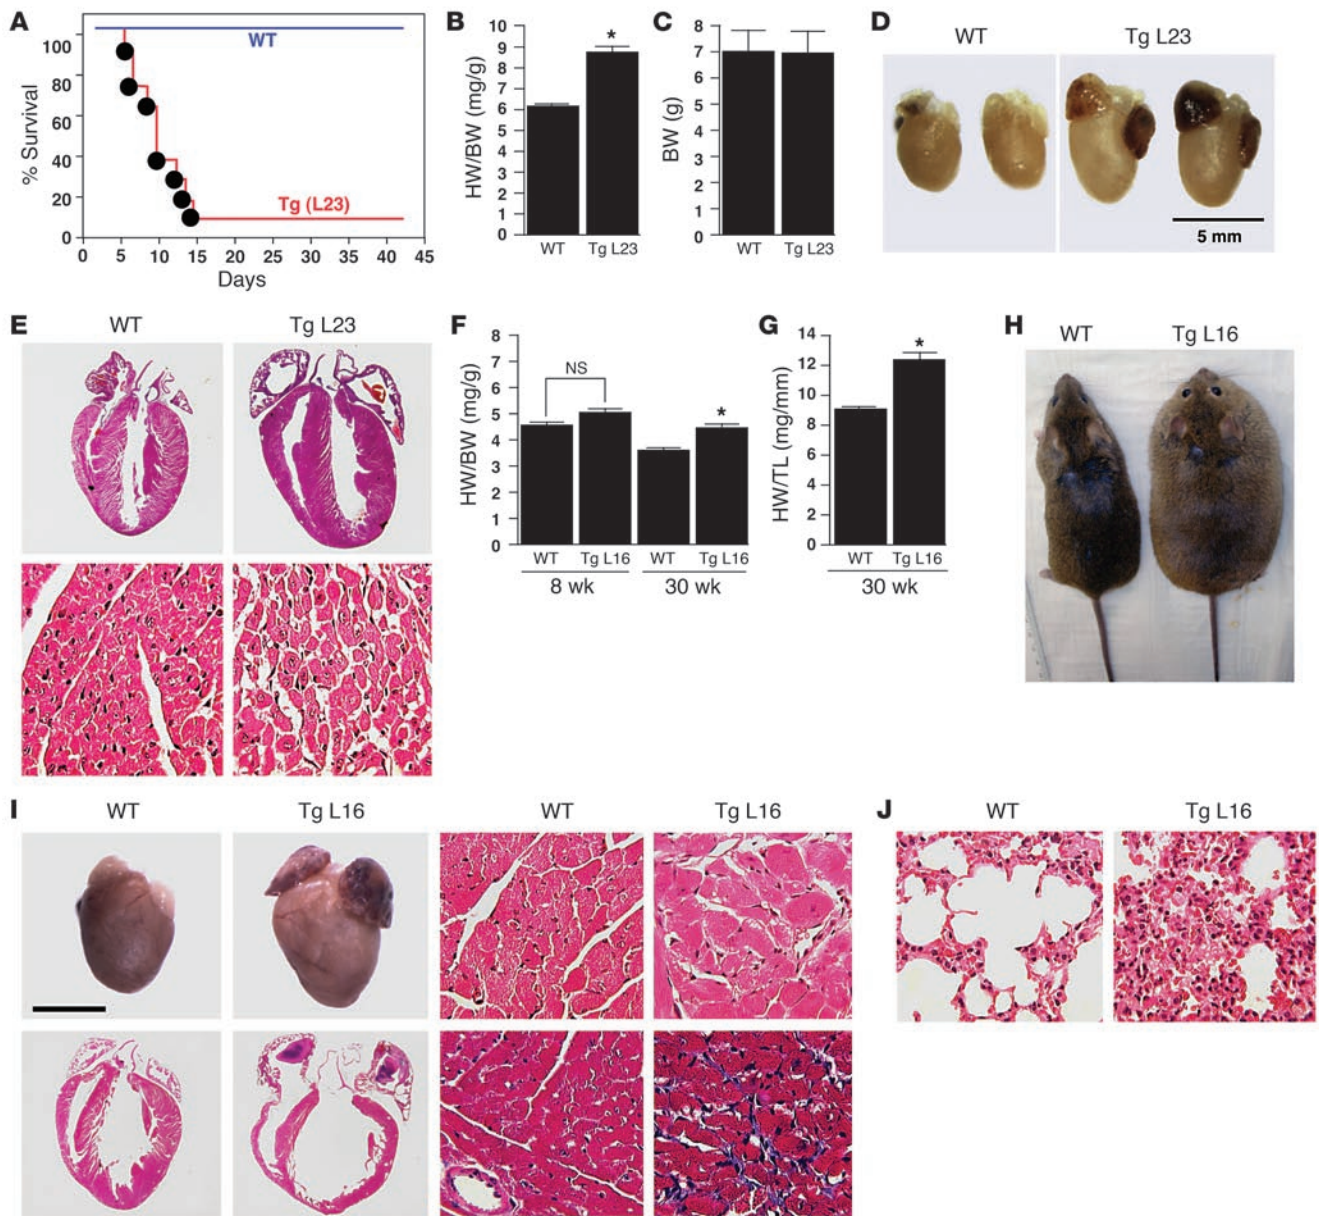 A
% Survival
100
80
60
40
20
0
WT
Tg (L23)
0 5 10 15 20 25 30 35 40 45
Days
B
HW/BW (mg/g)
10
9
8
7
6
5
4
3
2
1
0
*
WT Tg L23
C
BW (g)
8
7
6
5
4
3
2
1
0
WT Tg L23
D
WT Tg L23
5 mm
E
WT Tg L23
F
HW/BW (mg/g)
8
7
6
5
4
3
2
1
0
NS
*
WT Tg L16 WT Tg L16
8 wk 30 wk
G
HW/TL (mg/mm)
14
12
10
8
6
4
2
0
*
WT Tg L16
30 wk
H
WT Tg L16
I
WT Tg L16 WT Tg L16
J
WT Tg L16